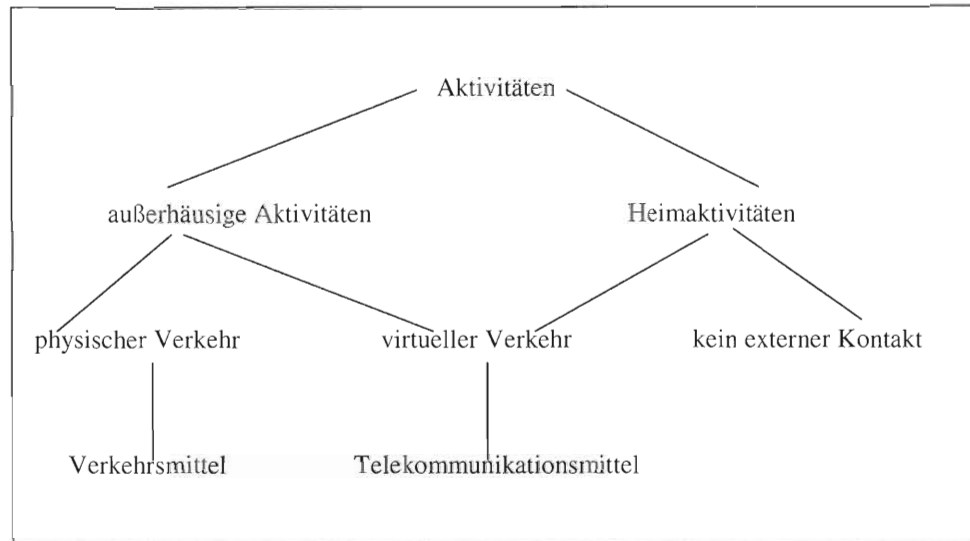 Aktivitäten
außerhäusige Aktivitäten Heimaktivitäten
physischer Verkehr virtueller Verkehr kein externer Kontakt
Verkehrsmittel Telekommunikationsmittel